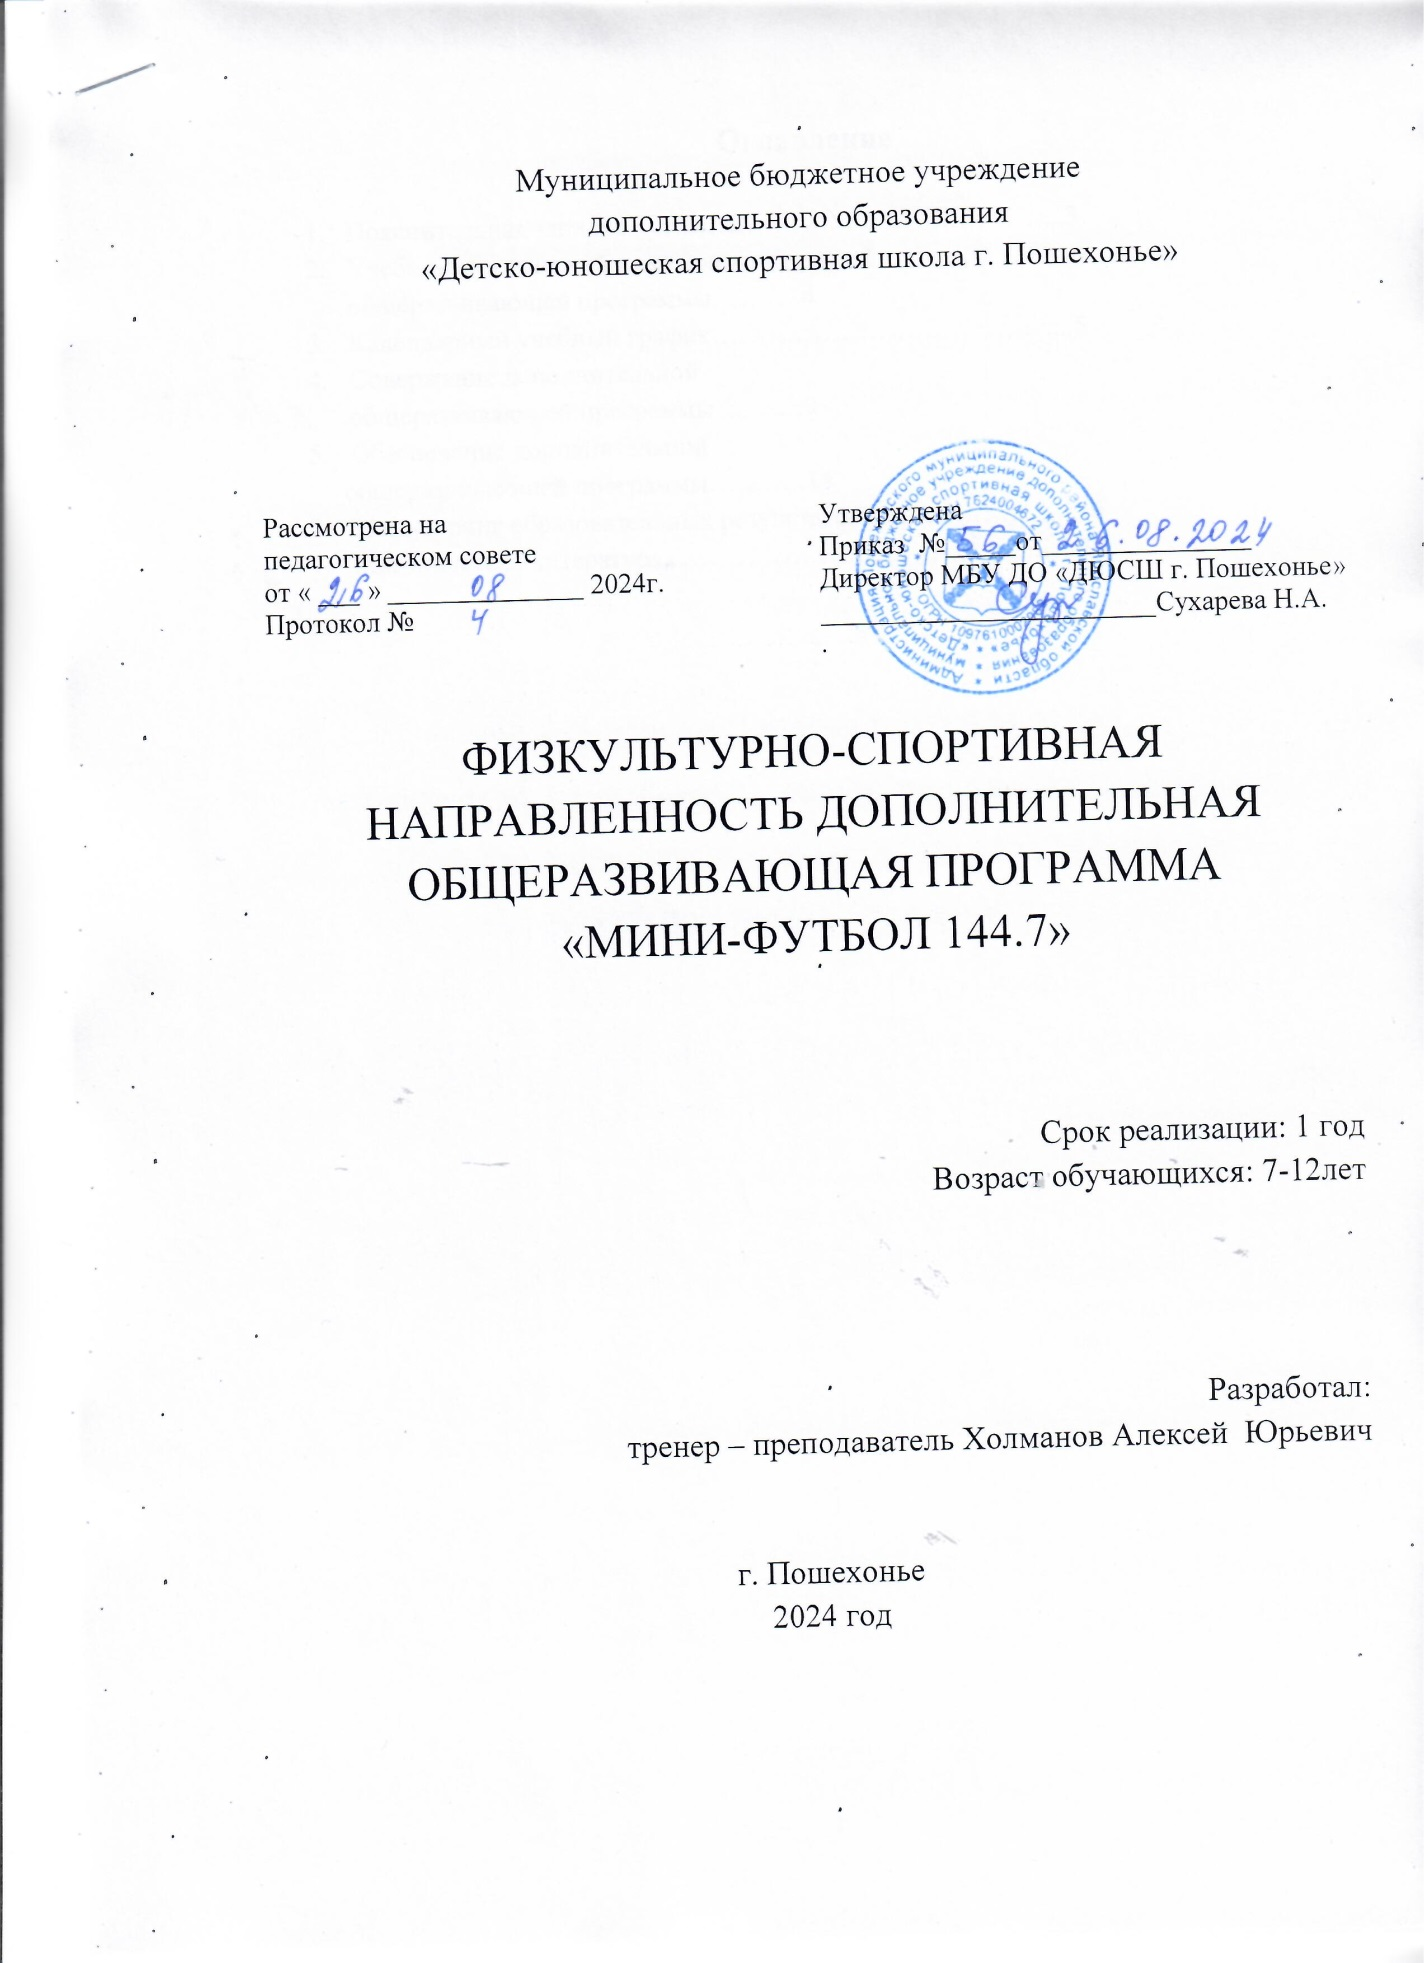 Муниципальное бюджетное учреждение
дополнительного образования
«Детско-юношеская спортивная школа г. Пошехонье»
Рассмотрена на
педагогическом совете
от « 26 » 08 2024г.
Протокол № 4
Утверждена
Приказ № 56 от 26.08.2024
Директор МБУ ДО «ДЮСШ г. Пошехонье»
Сухарева Н.А.
ФИЗКУЛЬТУРНО-СПОРТИВНАЯ
НАПРАВЛЕННОСТЬ ДОПОЛНИТЕЛЬНАЯ
ОБЩЕРАЗВИВАЮЩАЯ ПРОГРАММА
«МИНИ-ФУТБОЛ 144.7»
Срок реализации: 1 год
Возраст обучающихся: 7-12лет
Разработал:
тренер – преподаватель Холманов Алексей Юрьевич
г. Пошехонье
2024 год